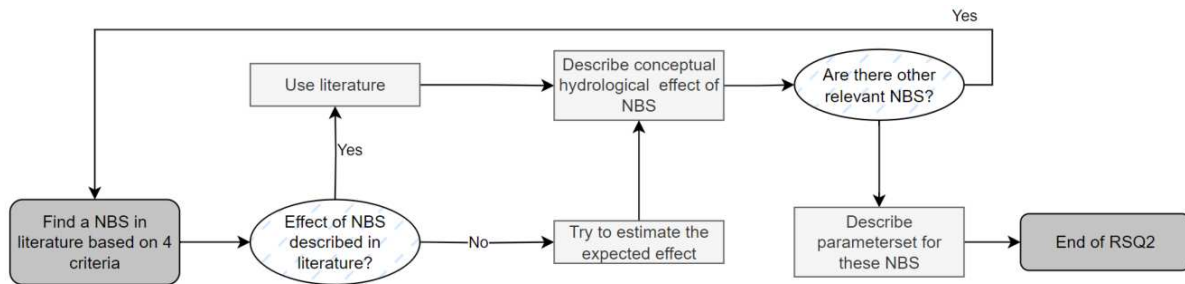 Yes
Use literature
Describe conceptual
hydrological effect of
NBS
Are there other
relevant NBS?
Yes
Find a NBS in
literature based on 4
criteria
Effect of NBS
described in
literature?
No
Try to estimate the
expected effect
Describe
parameterset for
these NBS
End of RSQ2